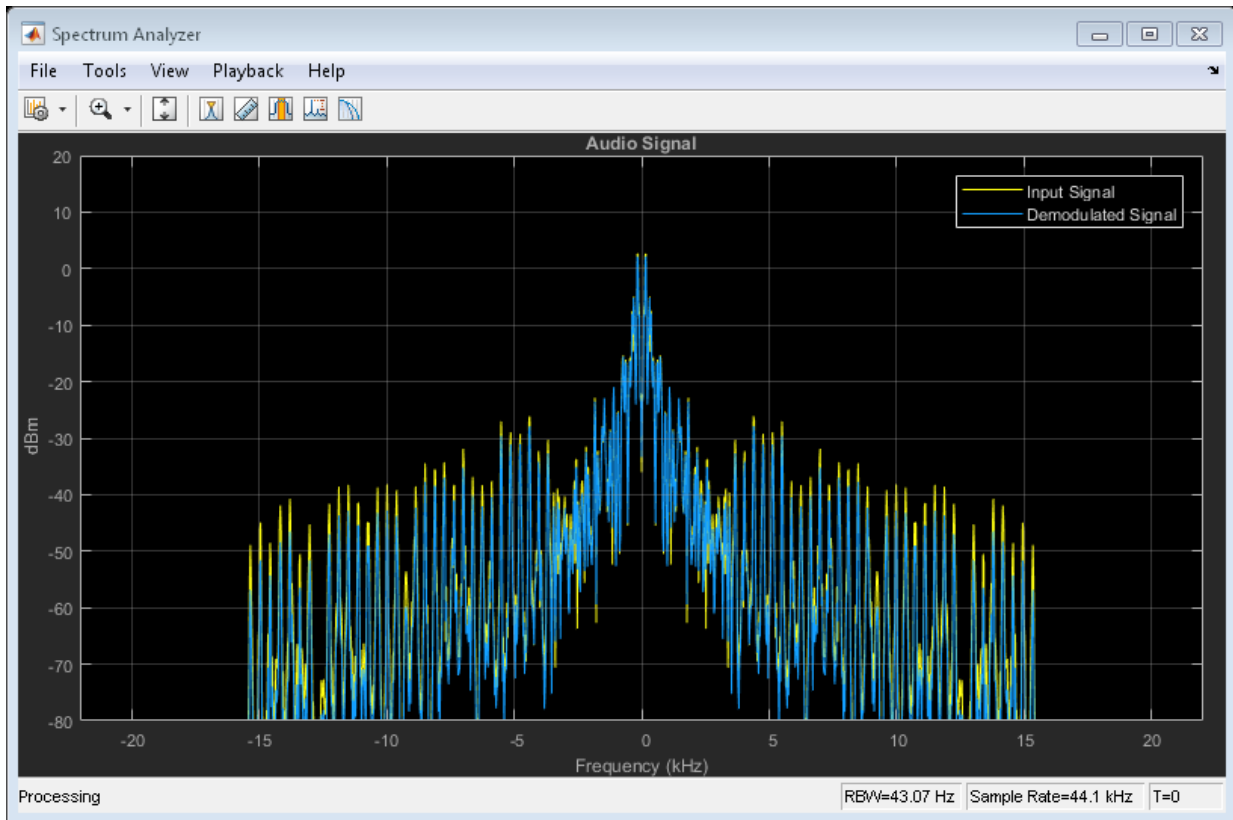 Spectrum Analyzer
File Tools View Playback Help
Audio Signal
20
10
0
-10
-20
-30
-40
-50
-60
-70
-80
dBm
Input Signal
Demodulated Signal
-20 -15 -10 -5 0 5 10 15 20
Frequency (kHz)
Processing RBW=43.07 Hz Sample Rate=44.1 kHz T=0